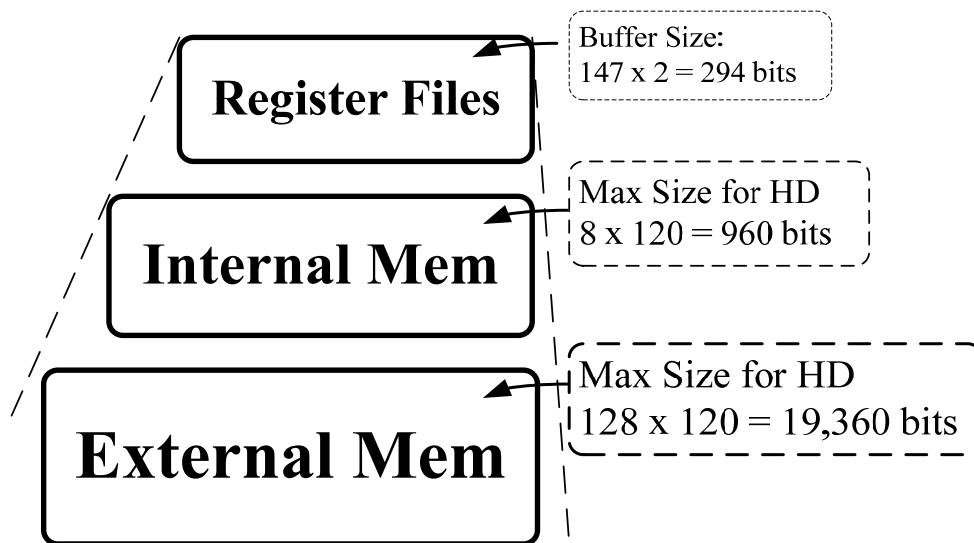 Buffer Size:
147 x 2 = 294 bits
Register Files
Max Size for HD
8 x 120 = 960 bits
Internal Mem
Max Size for HD
128 x 120 = 19,360 bits
External Mem